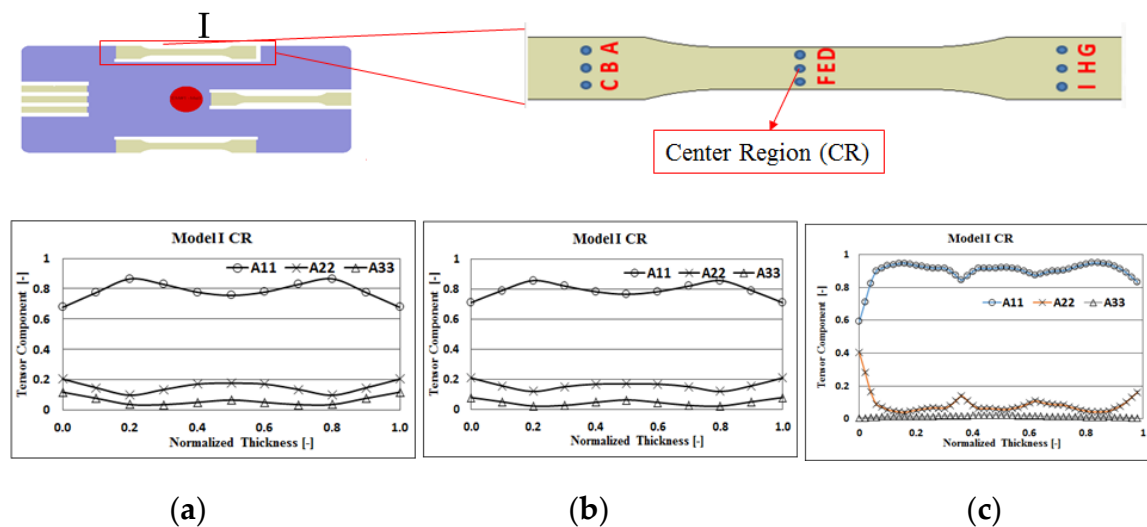 I
C B A
F E D
I H G
Center Region (CR)
Model I CR
A11 A22 A33
Tensor Component [-]
1
0.8
0.6
0.4
0.2
0
0.0 0.2 0.4 0.6 0.8 1.0
Normalized Thickness [-]
Model I CR
A11 A22 A33
Tensor Component [-]
1
0.8
0.6
0.4
0.2
0
0.0 0.2 0.4 0.6 0.8 1.0
Normalized Thickness [-]
Model I CR
A11 A22 A33
Tensor Component [-]
1
0.8
0.6
0.4
0.2
0
0 0.2 0.4 0.6 0.8 1
Normalized Thickness [-]
(a) (b) (c)